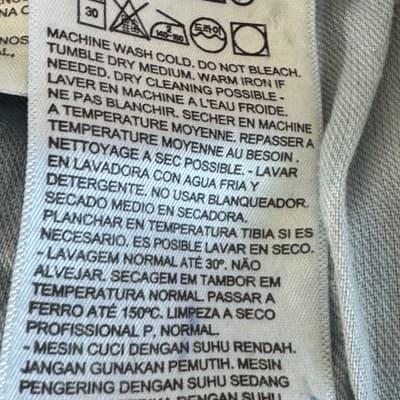 30
140-160
드라이
MACHINE WASH COLD. DO NOT BLEACH.
TUMBLE DRY MEDIUM. WARM IRON IF
NEEDED, DRY CLEANING POSSIBLE -
LAVER EN MACHINE A L'EAU FROIDE.
NE PAS BLANCHIR. SECHER EN MACHINE
A TEMPERATURE MOYENNE. REPASSER A
TEMPERATURE MOYENNE AU BESOIN .
NETTOYAGE A SEC POSSIBLE. - LAVAR
EN LAVADORA CON AGUA FRIA Y
DETERGENTE. NO USAR BLANQUEADOR.
SECADO MEDIO EN SECADORA.
PLANCHAR EN TEMPERATURA TIBIA SI ES
NECESARIO. ES POSIBLE LAVAR EN SECO.
- LAVAGEM NORMAL ATÉ 30º. NÃO
ALVEJAR. SECAGEM EM TAMBOR EM
TEMPERATURA NORMAL. PASSAR A
FERRO ATÉ 150ºC. LIMPEZA A SECO
PROFISSIONAL P. NORMAL.
- MESIN CUCI DENGAN SUHU RENDAH.
JANGAN GUNAKAN PEMUTIH. MESIN
PENGERING DENGAN SUHU SEDANG